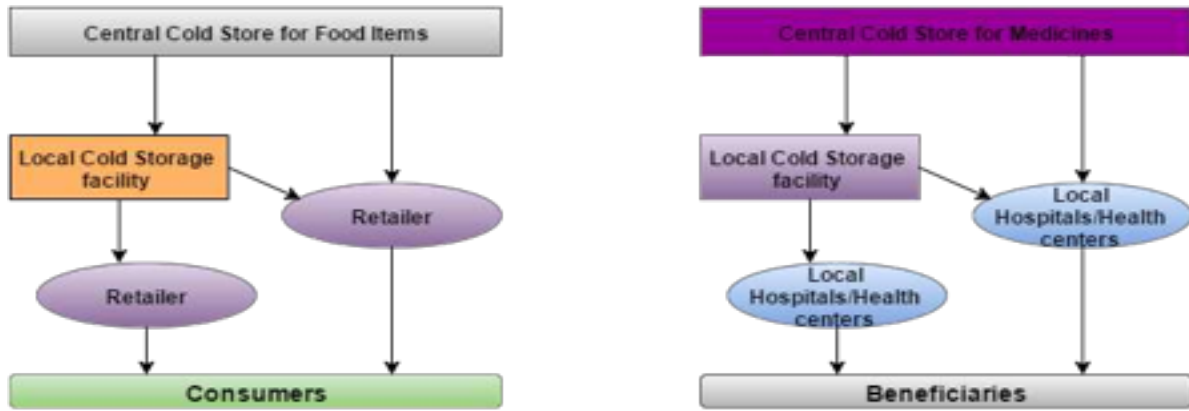 Central Cold Store for Food Items
Local Cold Storage
facility
Retailer
Retailer
Consumers
Central Cold Store for Medicines
Local Cold Storage
facility
Local
Hospitals/Health
centers
Local
Hospitals/Health
centers
Beneficiaries